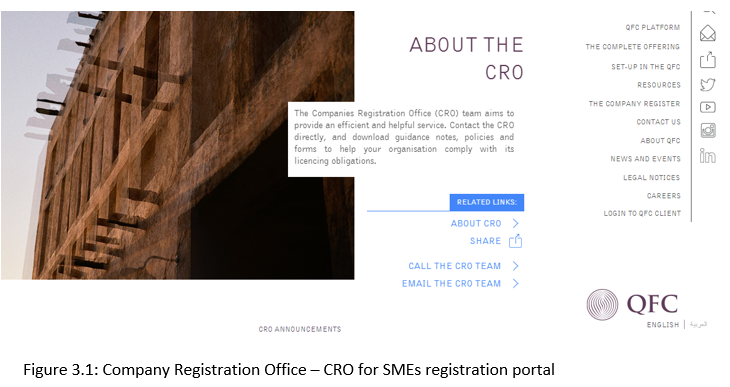 ABOUT THE
CRO
The Companies Registration Office (CRO) team aims to
provide an efficient and helpful service. Contact the CRO
directly, and download guidance notes, policies and
forms to help your organisation comply with its
licencing obligations.
RELATED LINKS:
ABOUT CRO
SHARE
CALL THE CRO TEAM
EMAIL THE CRO TEAM
CRO ANNOUNCEMENTS
QFC PLATFORM
THE COMPLETE OFFERING
SET-UP IN THE QFC
RESOURCES
THE COMPANY REGISTER
CONTACT US
ABOUT QFC
NEWS AND EVENTS
LEGAL NOTICES
CAREERS
LOGIN TO QFC CLIENT
in
QFC
ENGLISH | العربية
Figure 3.1: Company Registration Office – CRO for SMEs registration portal